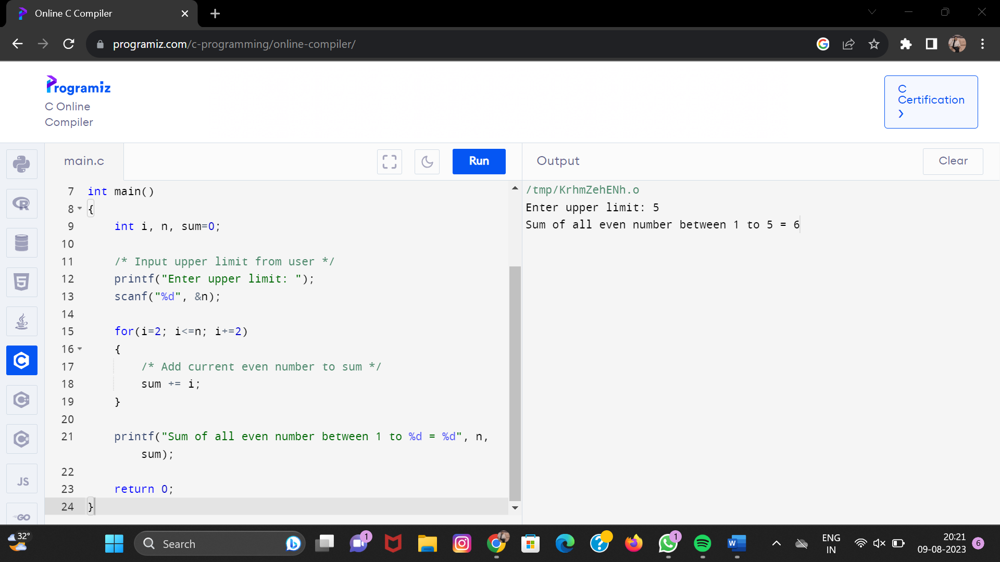 Online C Compiler
programiz.com/c-programming/online-compiler/
Programiz
C Online
Compiler
C
Certification
main.c
Run
Output
Clear
7 int main()
8 {
9 int i, n, sum=0;
10
11 /* Input upper limit from user */
12 printf("Enter upper limit: ");
13 scanf("%d", &n);
14
15 for(i=2; i<=n; i+=2)
16 {
17 /* Add current even number to sum */
18 sum += i;
19 }
20
21 printf("Sum of all even number between 1 to %d = %d", n,
sum);
22
23 return 0;
24 }
/tmp/KrhmZehENh.o
Enter upper limit: 5
Sum of all even number between 1 to 5 = 6
R
5
C
C
C#
JS
GO
32°
Search
1
1
W
ENG
IN
20:21
09-08-2023
6